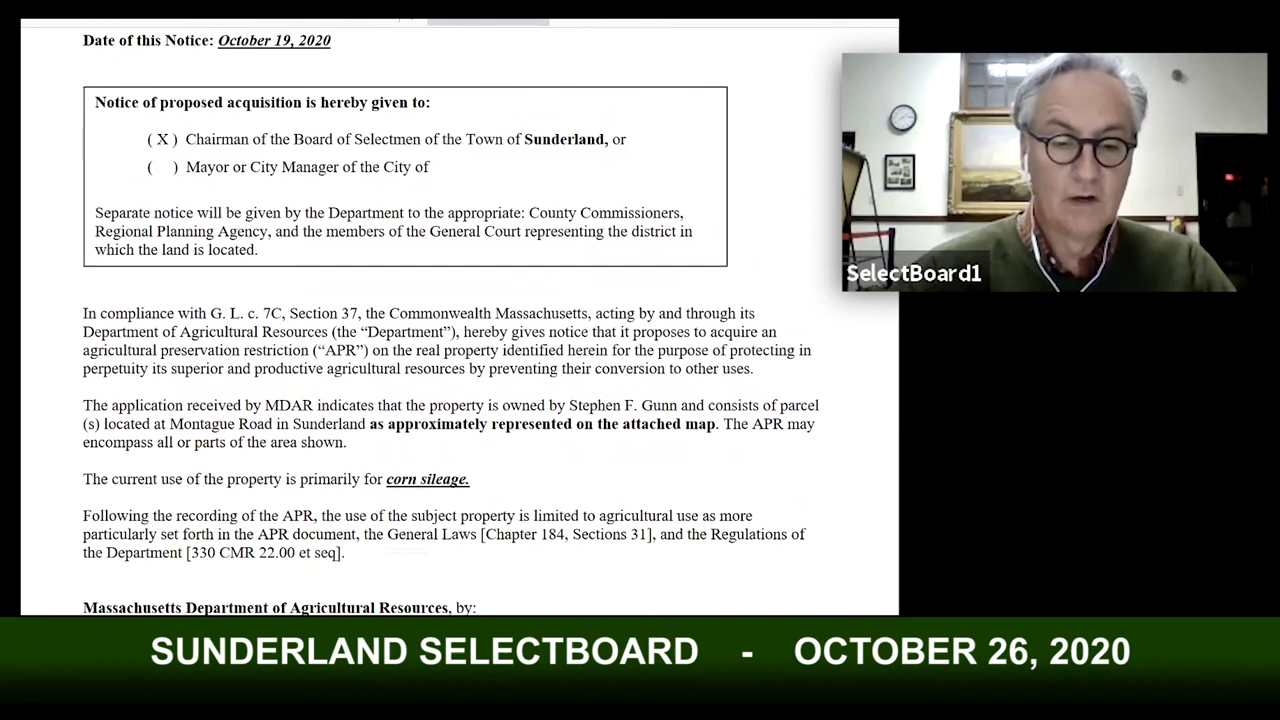 Date of this Notice: October 19, 2020
Notice of proposed acquisition is hereby given to:
( X ) Chairman of the Board of Selectmen of the Town of Sunderland, or
( ) Mayor or City Manager of the City of
Separate notice will be given by the Department to the appropriate: County Commissioners,
Regional Planning Agency, and the members of the General Court representing the district in
which the land is located.
In compliance with G. L. c. 7C, Section 37, the Commonwealth Massachusetts, acting by and through its
Department of Agricultural Resources (the “Department”), hereby gives notice that it proposes to acquire an
agricultural preservation restriction (“APR”) on the real property identified herein for the purpose of protecting in
perpetuity its superior and productive agricultural resources by preventing their conversion to other uses.
The application received by MDAR indicates that the property is owned by Stephen F. Gunn and consists of parcel
(s) located at Montague Road in Sunderland as approximately represented on the attached map. The APR may
encompass all or parts of the area shown.
The current use of the property is primarily for corn sileage.
Following the recording of the APR, the use of the subject property is limited to agricultural use as more
particularly set forth in the APR document, the General Laws [Chapter 184, Sections 31], and the Regulations of
the Department [330 CMR 22.00 et seq].
Massachusetts Department of Agricultural Resources, by:
SelectBoard1
SUNDERLAND SELECTBOARD - OCTOBER 26, 2020